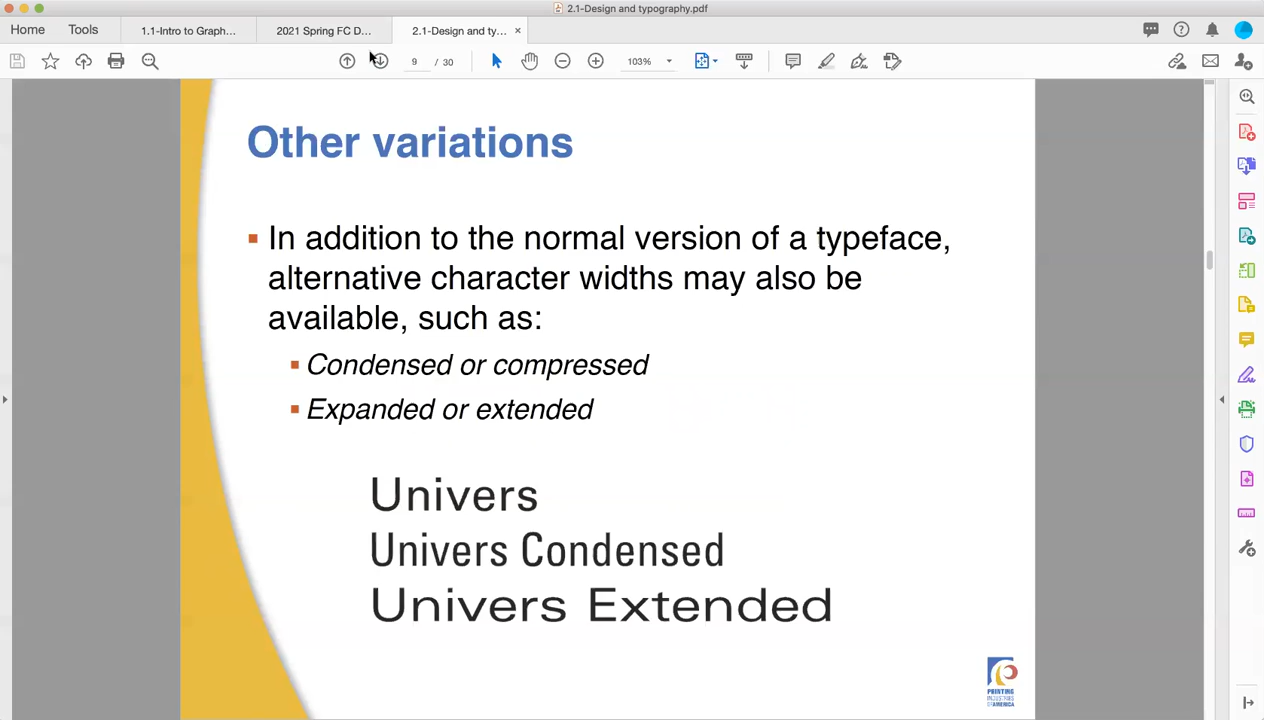 2.1-Design and typography.pdf
Home
Tools
1.1-Intro to Graph...
2021 Spring FC D...
2.1-Design and ty...
9 / 30
103%
Other variations
In addition to the normal version of a typeface,
alternative character widths may also be
available, such as:
Condensed or compressed
Expanded or extended
Univers
Univers Condensed
Univers Extended
PRINTING
INDUSTRIES
OF AMERICA